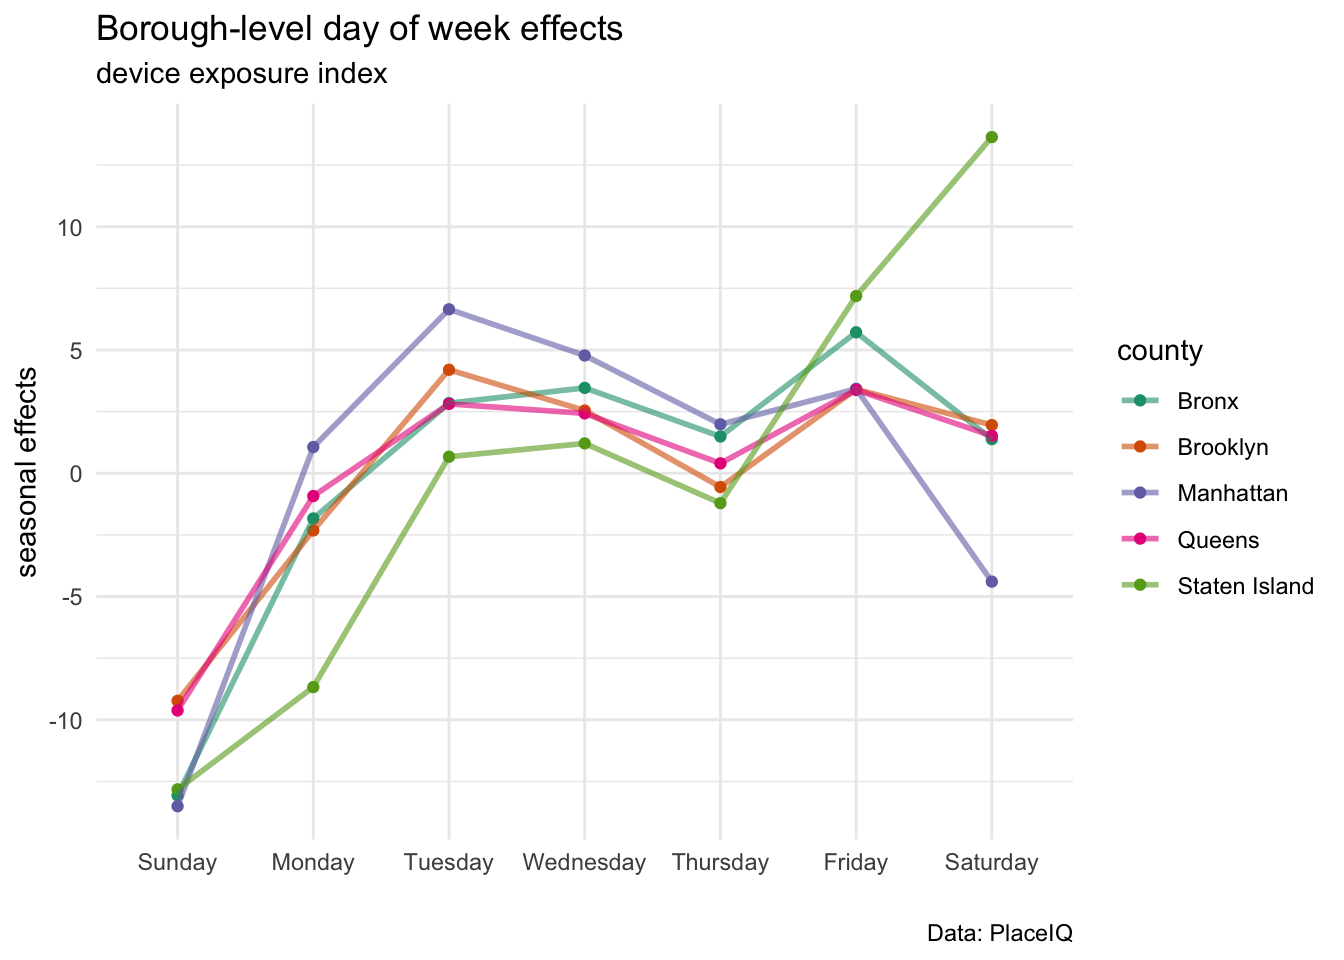 Borough-level day of week effects
device exposure index
seasonal effects
10
5
0
-5
-10
Sunday Monday Tuesday Wednesday Thursday Friday Saturday
county
Bronx
Brooklyn
Manhattan
Queens
Staten Island
Data: PlaceIQ